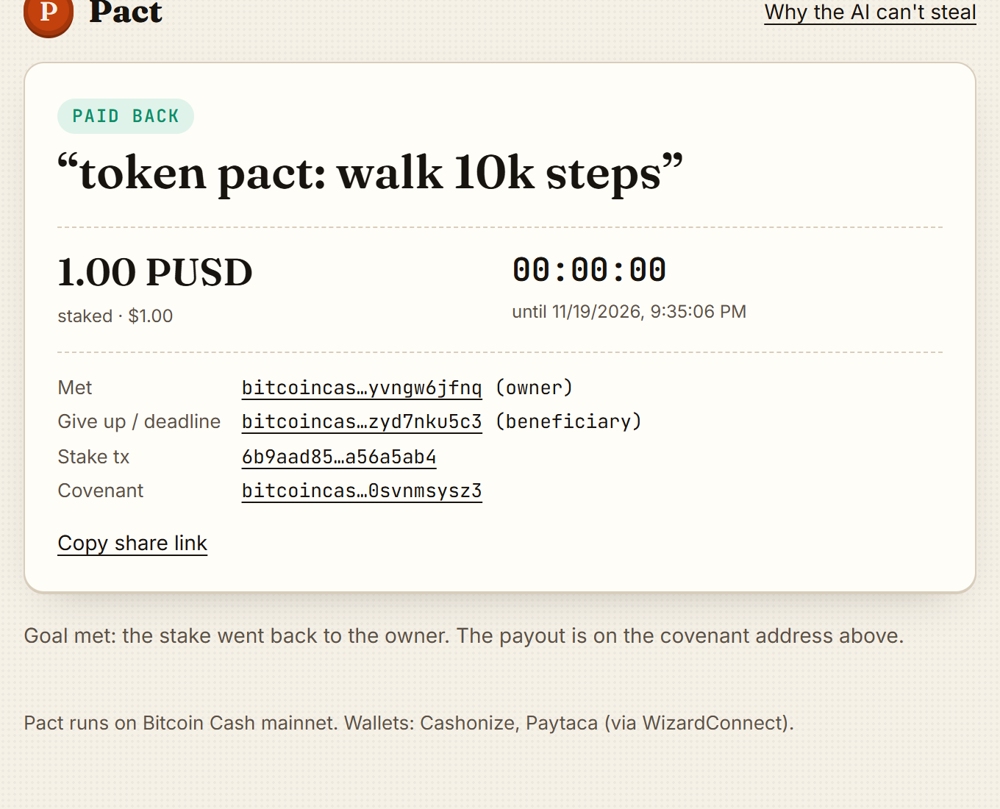 P Pact Why the AI can't steal
PAID BACK
“token pact: walk 10k steps”
1.00 PUSD 00:00:00
staked · $1.00 until 11/19/2026, 9:35:06 PM
Met bitcoincas…yvngw6jfnq (owner)
Give up / deadline bitcoincas…zyd7nku5c3 (beneficiary)
Stake tx 6b9aad85…a56a5ab4
Covenant bitcoincas…0svnmsysz3
Copy share link
Goal met: the stake went back to the owner. The payout is on the covenant address above.
Pact runs on Bitcoin Cash mainnet. Wallets: Cashonize, Paytaca (via WizardConnect).